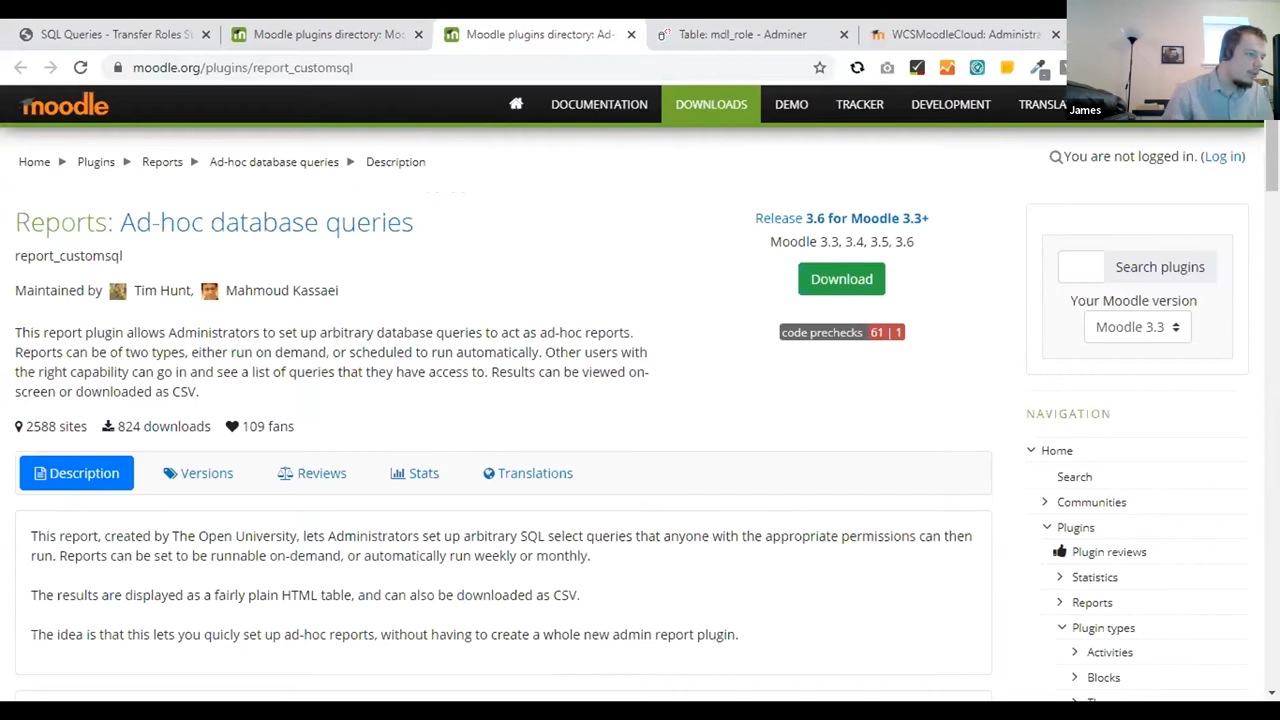 SQL Queries - Transfer Roles S
Moodle plugins directory: Mo
Moodle plugins directory: Ad-
Table: mdl_role - Adminer
WCSMoodleCloud: Administra
moodle.org/plugins/report_customsql
James
moodle
DOCUMENTATION
DOWNLOADS
DEMO
TRACKER
DEVELOPMENT
TRANSLA
Home
Plugins
Reports
Ad-hoc database queries
Description
You are not logged in. (Log in)
Reports: Ad-hoc database queries
report_customsql
Maintained by Tim Hunt, Mahmoud Kassaei
This report plugin allows Administrators to set up arbitrary database queries to act as ad-hoc reports.
Reports can be of two types, either run on demand, or scheduled to run automatically. Other users with
the right capability can go in and see a list of queries that they have access to. Results can be viewed on-
screen or downloaded as CSV.
2588 sites
824 downloads
109 fans
Release 3.6 for Moodle 3.3+
Moodle 3.3, 3.4, 3.5, 3.6
Download
code prechecks 61 | 1
Search plugins
Your Moodle version
Moodle 3.3
Description
Versions
Reviews
Stats
Translations
This report, created by The Open University, lets Administrators set up arbitrary SQL select queries that anyone with the appropriate permissions can then
run. Reports can be set to be runnable on-demand, or automatically run weekly or monthly.
The results are displayed as a fairly plain HTML table, and can also be downloaded as CSV.
The idea is that this lets you quicly set up ad-hoc reports, without having to create a whole new admin report plugin.
NAVIGATION
Home
Search
Communities
Plugins
Plugin reviews
Statistics
Reports
Plugin types
Activities
Blocks